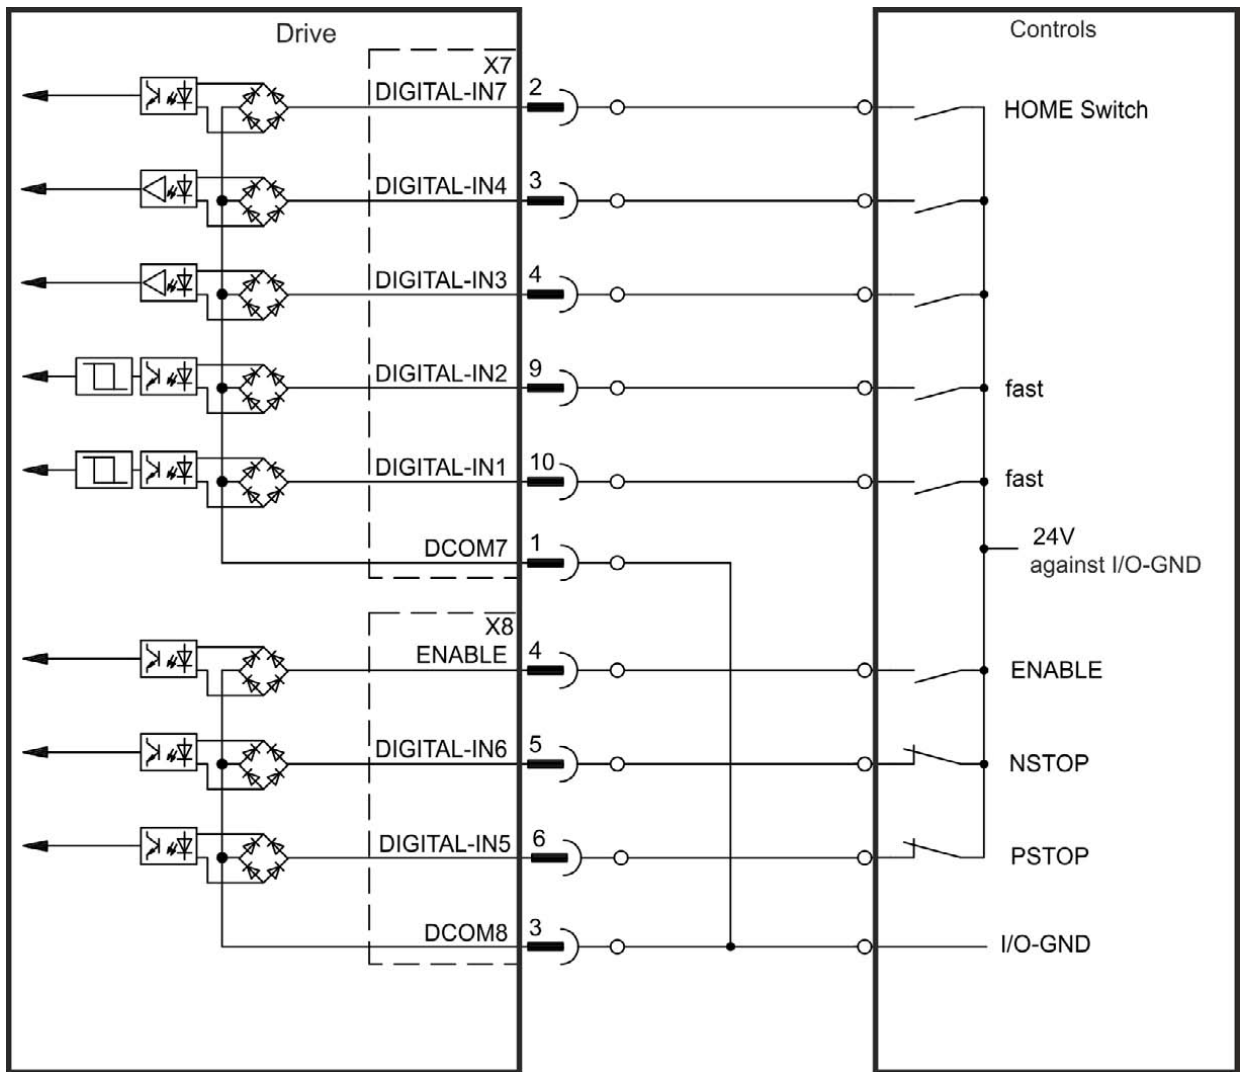 Drive
Controls
X7
DIGITAL-IN7
2
HOME Switch
DIGITAL-IN4
3
DIGITAL-IN3
4
DIGITAL-IN2
9
fast
DIGITAL-IN1
10
fast
24V
against I/O-GND
DCOM7
1
X8
ENABLE
4
ENABLE
DIGITAL-IN6
5
NSTOP
DIGITAL-IN5
6
PSTOP
DCOM8
3
I/O-GND